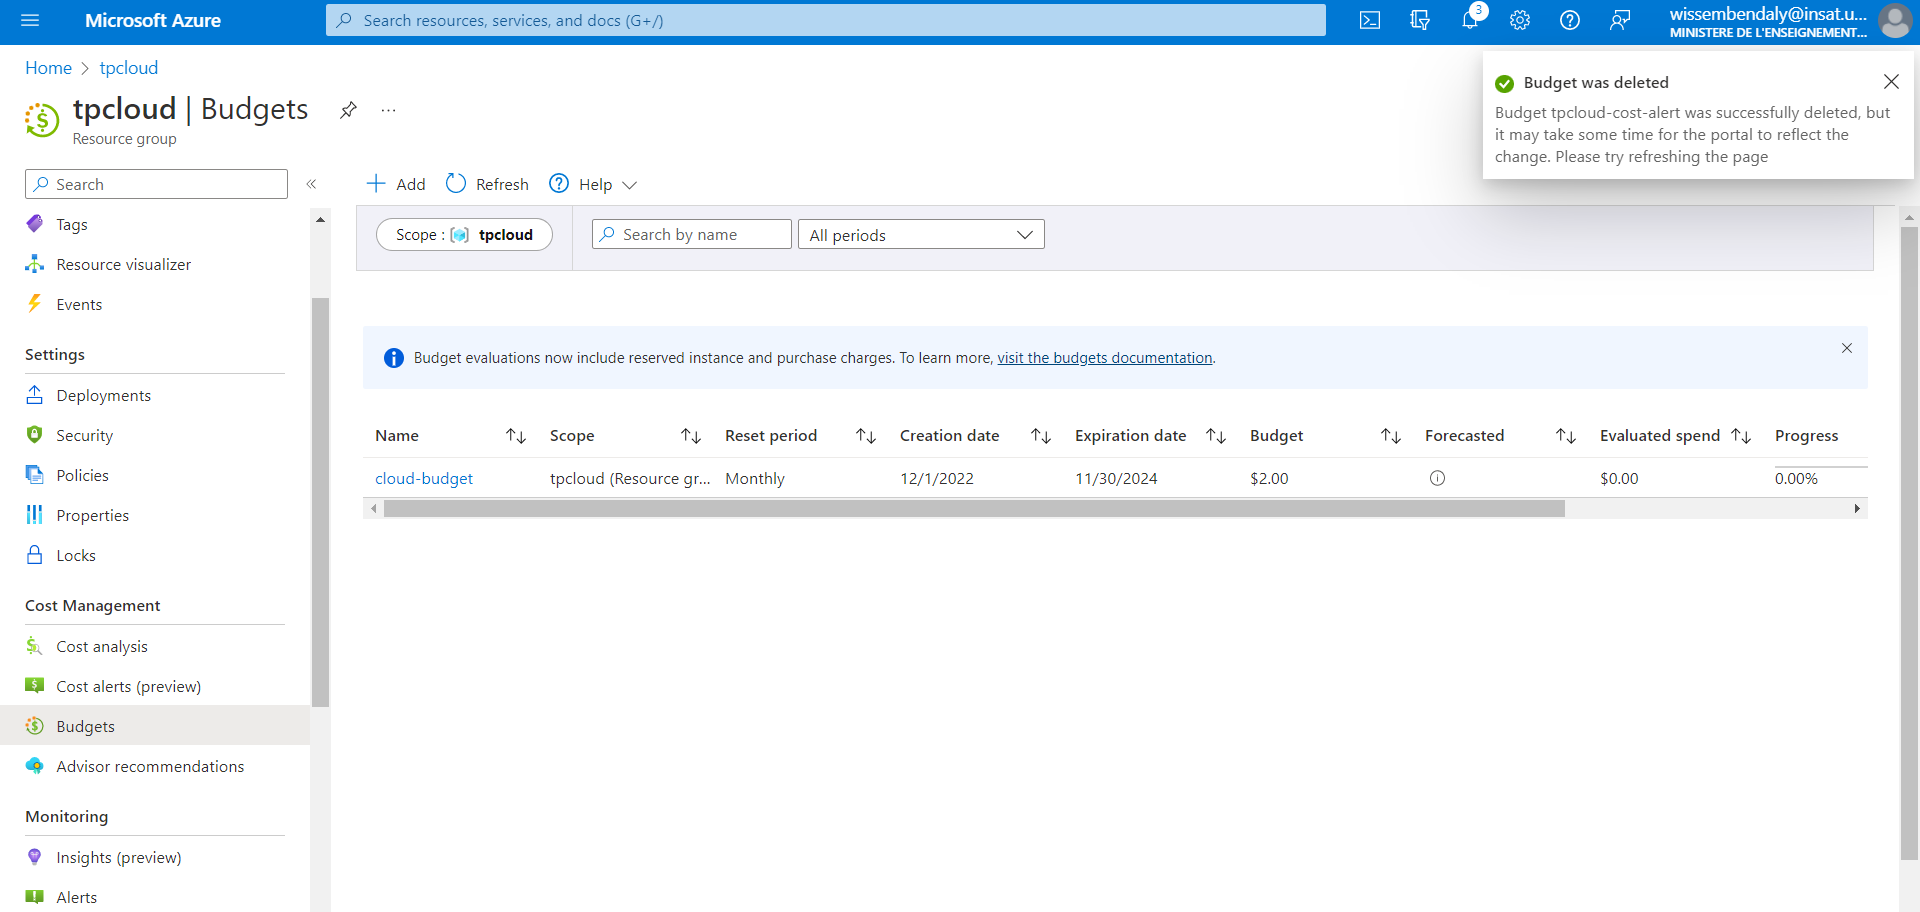 Microsoft Azure
Search resources, services, and docs (G+/)
3
wissembendaly@insat.u...
MINISTERE DE L'ENSEIGNEMENT...
Home > tpcloud
tpcloud | Budgets
...
Resource group
Budget was deleted
Budget tpcloud-cost-alert was successfully deleted, but
it may take some time for the portal to reflect the
change. Please try refreshing the page
Search
«
Add
Refresh
Help
Tags
Resource visualizer
Events
Settings
Deployments
Security
Policies
Properties
Locks
Cost Management
Cost analysis
Cost alerts (preview)
Budgets
Advisor recommendations
Monitoring
Insights (preview)
Alerts
Scope : tpcloud
Search by name
All periods
Budget evaluations now include reserved instance and purchase charges. To learn more, visit the budgets documentation.
Name Scope Reset period Creation date Expiration date Budget Forecasted Evaluated spend Progress
cloud-budget tpcloud (Resource gr... Monthly 12/1/2022 11/30/2024 $2.00 $0.00 0.00%